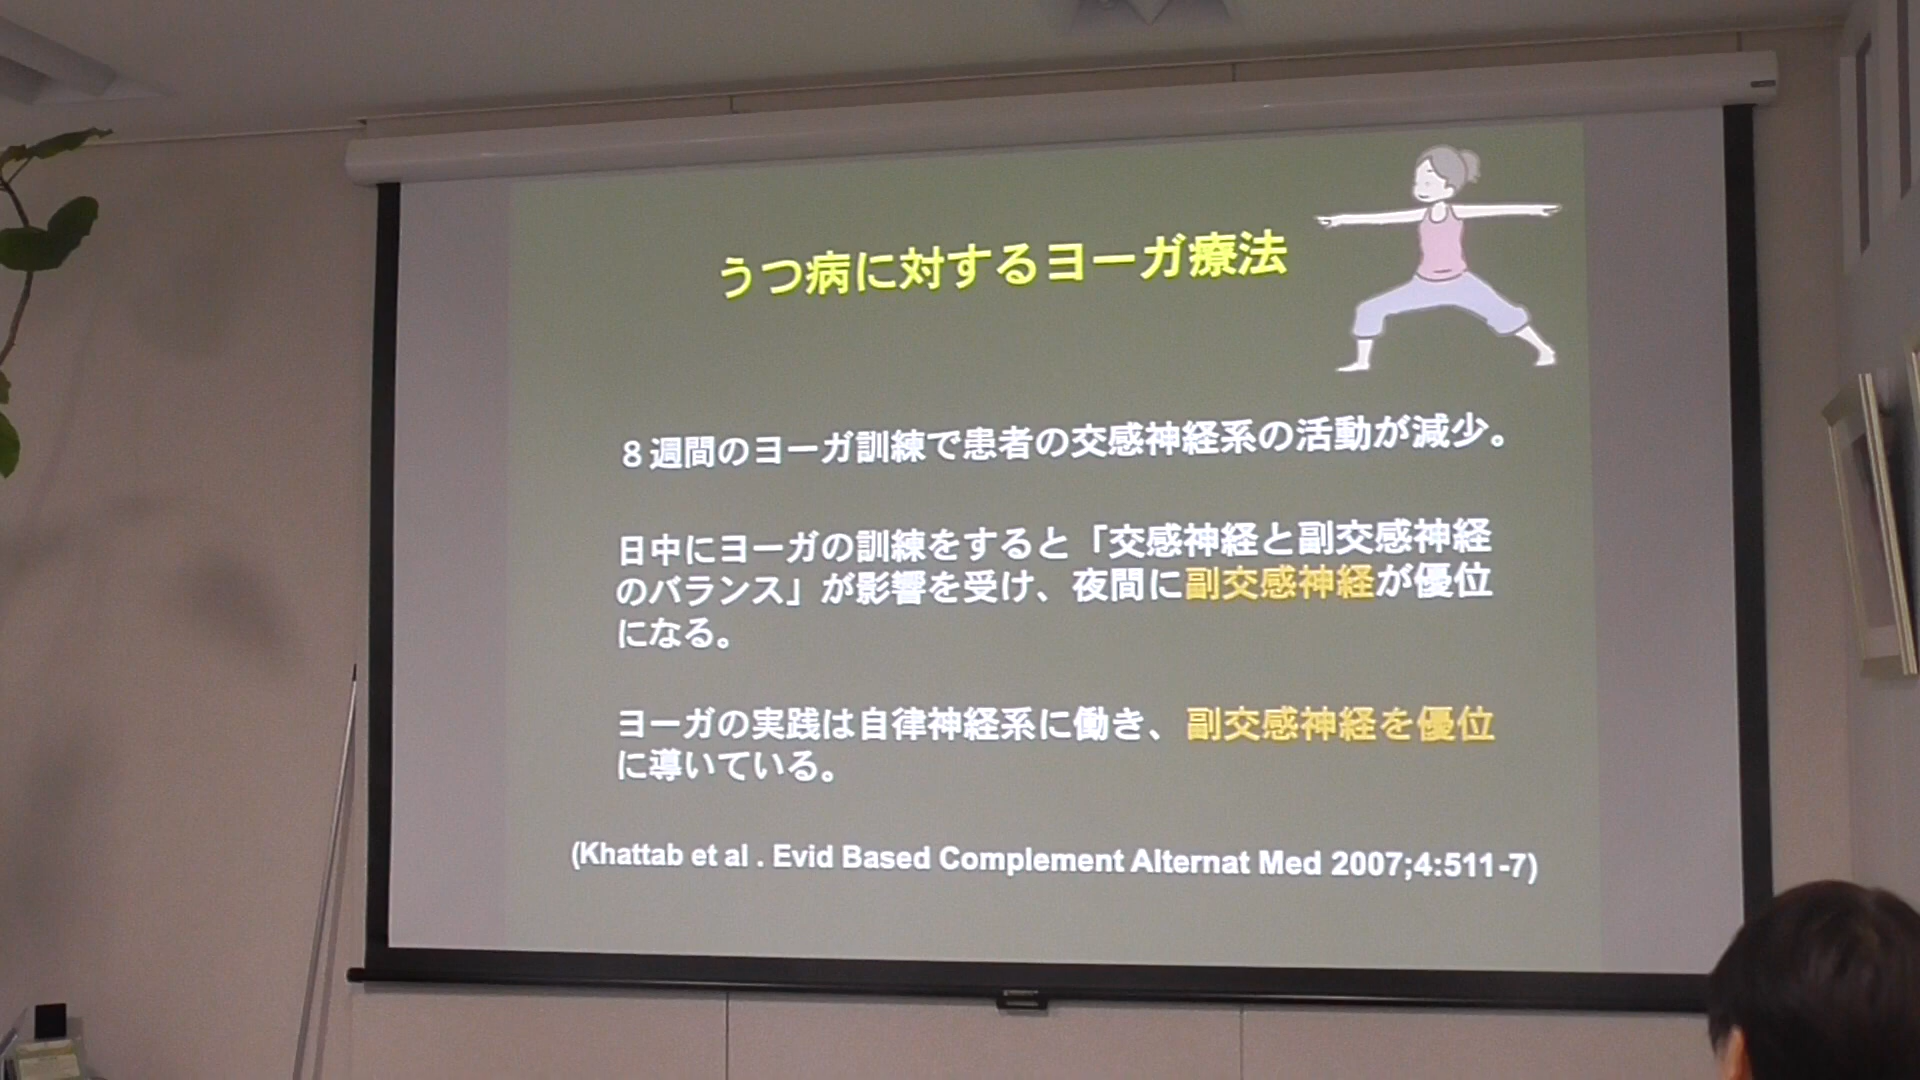 うつ病に対するヨーガ療法
８週間のヨーガ訓練で患者の交感神経系の活動が減少。
日中にヨーガの訓練をすると「交感神経と副交感神経
のバランス」が影響を受け、夜間に副交感神経が優位
になる。
ヨーガの実践は自律神経系に働き、副交感神経を優位
に導いている。
(Khattab et al . Evid Based Complement Alternat Med 2007;4:511-7)